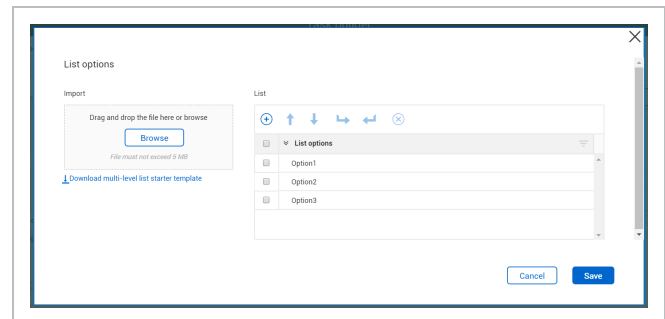 List options
Import
List
Drag and drop the file here or browse
Browse
File must not exceed 5 MB
Download multi-level list starter template
List options
Option1
Option2
Option3
Cancel
Save